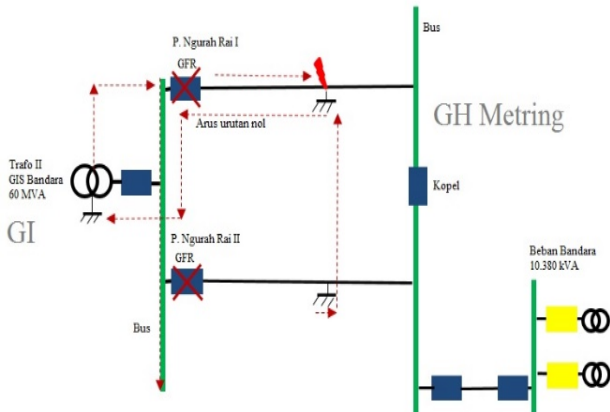 Bus
P. Ngurah Rai I
GFR
GH Metring
Arus urutan nol
Trafo II
GIS Bandara
60 MVA
Kopel
GI
P. Ngurah Rai II
GFR
Beban Bandara
10.380 kVA
Bus